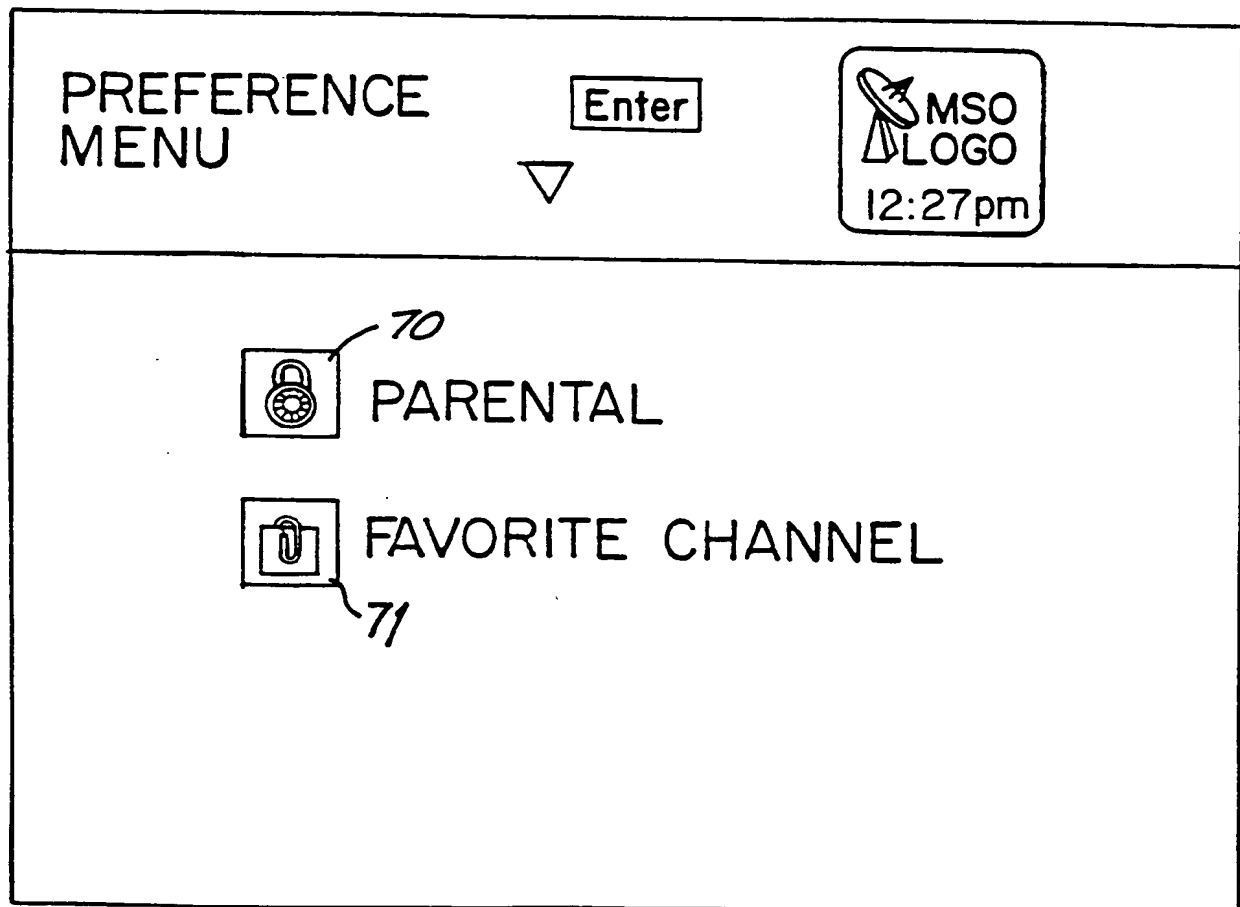 PREFERENCE
MENU
Enter
MSO
LOGO
12:27pm
70
PARENTAL
FAVORITE CHANNEL
71